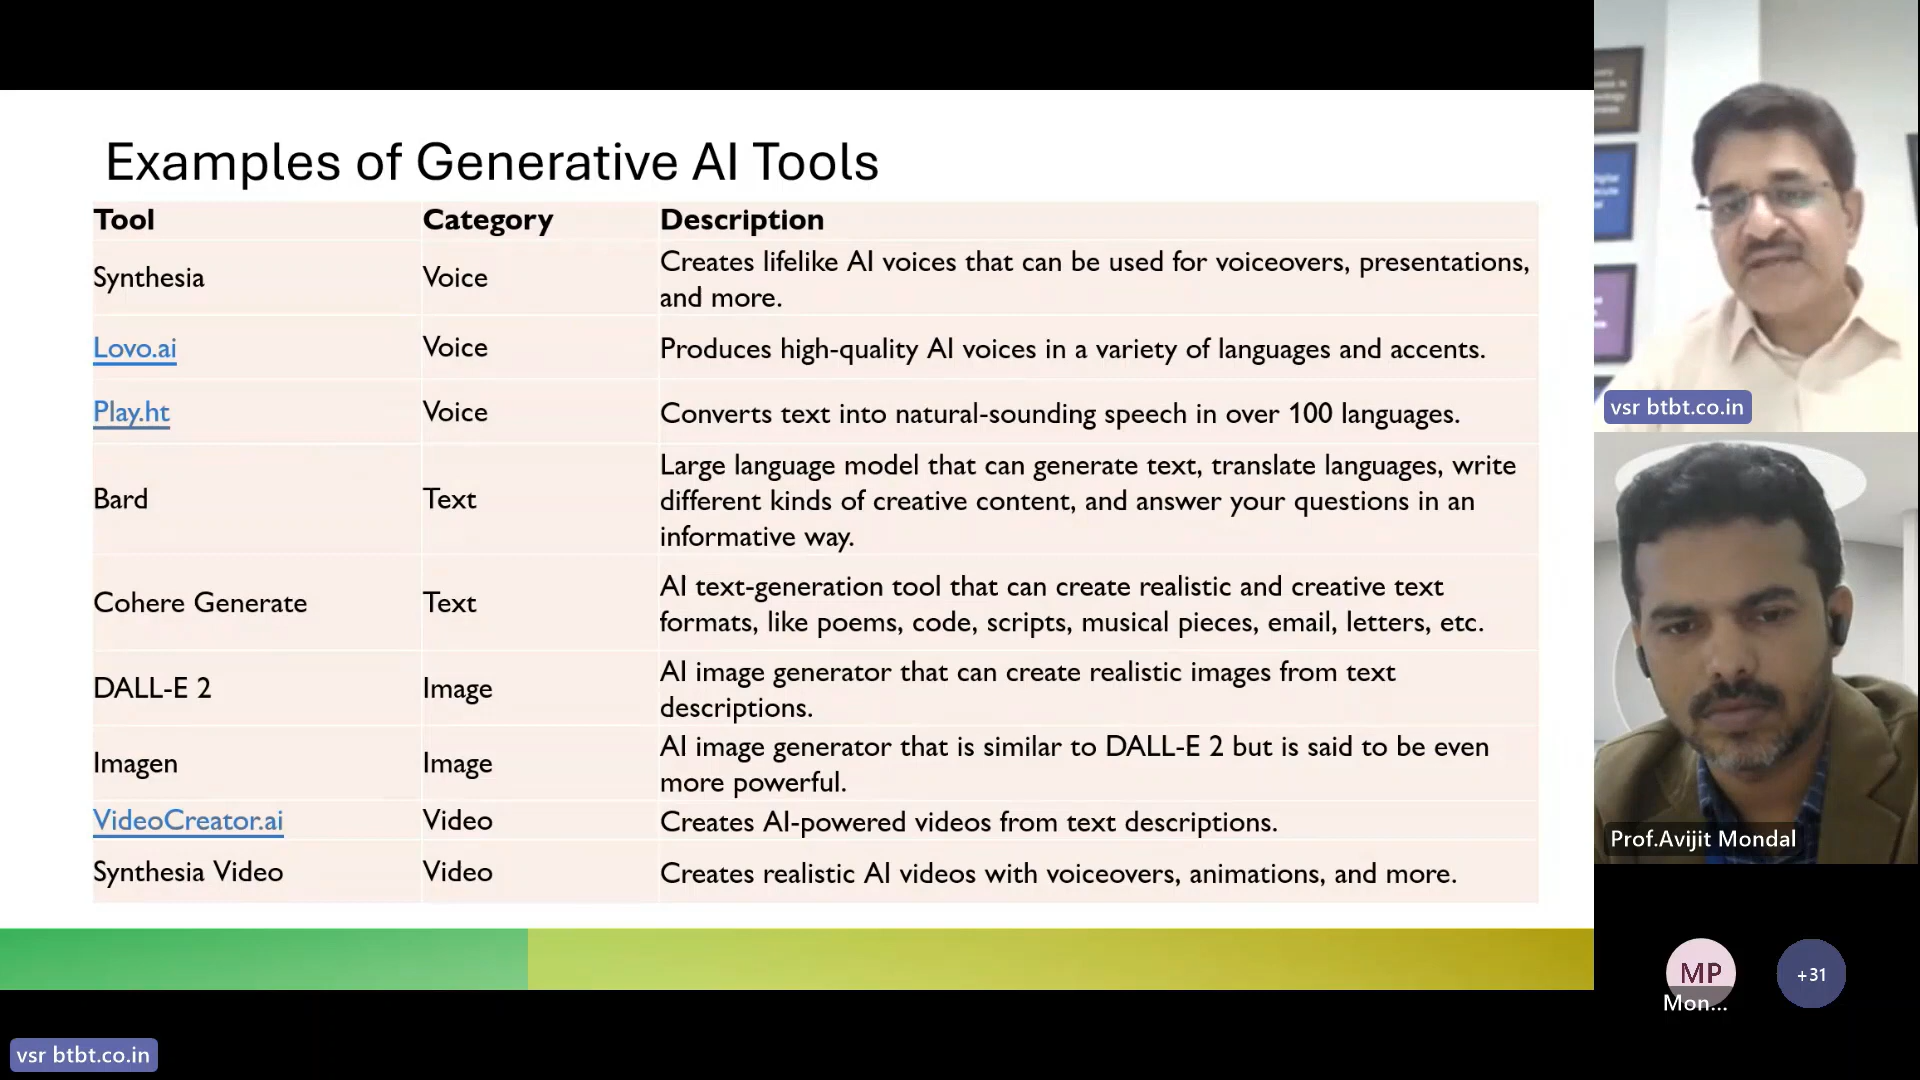 Examples of Generative AI Tools
Tool Category Description
Synthesia Voice Creates lifelike AI voices that can be used for voiceovers, presentations,
and more.
Lovo.ai Voice Produces high-quality AI voices in a variety of languages and accents.
Play.ht Voice Converts text into natural-sounding speech in over 100 languages.
Bard Text Large language model that can generate text, translate languages, write
different kinds of creative content, and answer your questions in an
informative way.
Cohere Generate Text AI text-generation tool that can create realistic and creative text
formats, like poems, code, scripts, musical pieces, email, letters, etc.
DALL-E 2 Image AI image generator that can create realistic images from text
descriptions.
Imagen Image AI image generator that is similar to DALL-E 2 but is said to be even
more powerful.
VideoCreator.ai Video Creates AI-powered videos from text descriptions.
Synthesia Video Video Creates realistic AI videos with voiceovers, animations, and more.
vsr btbt.co.in
Prof.Avijit Mondal
MP
Mon...
+31
vsr btbt.co.in